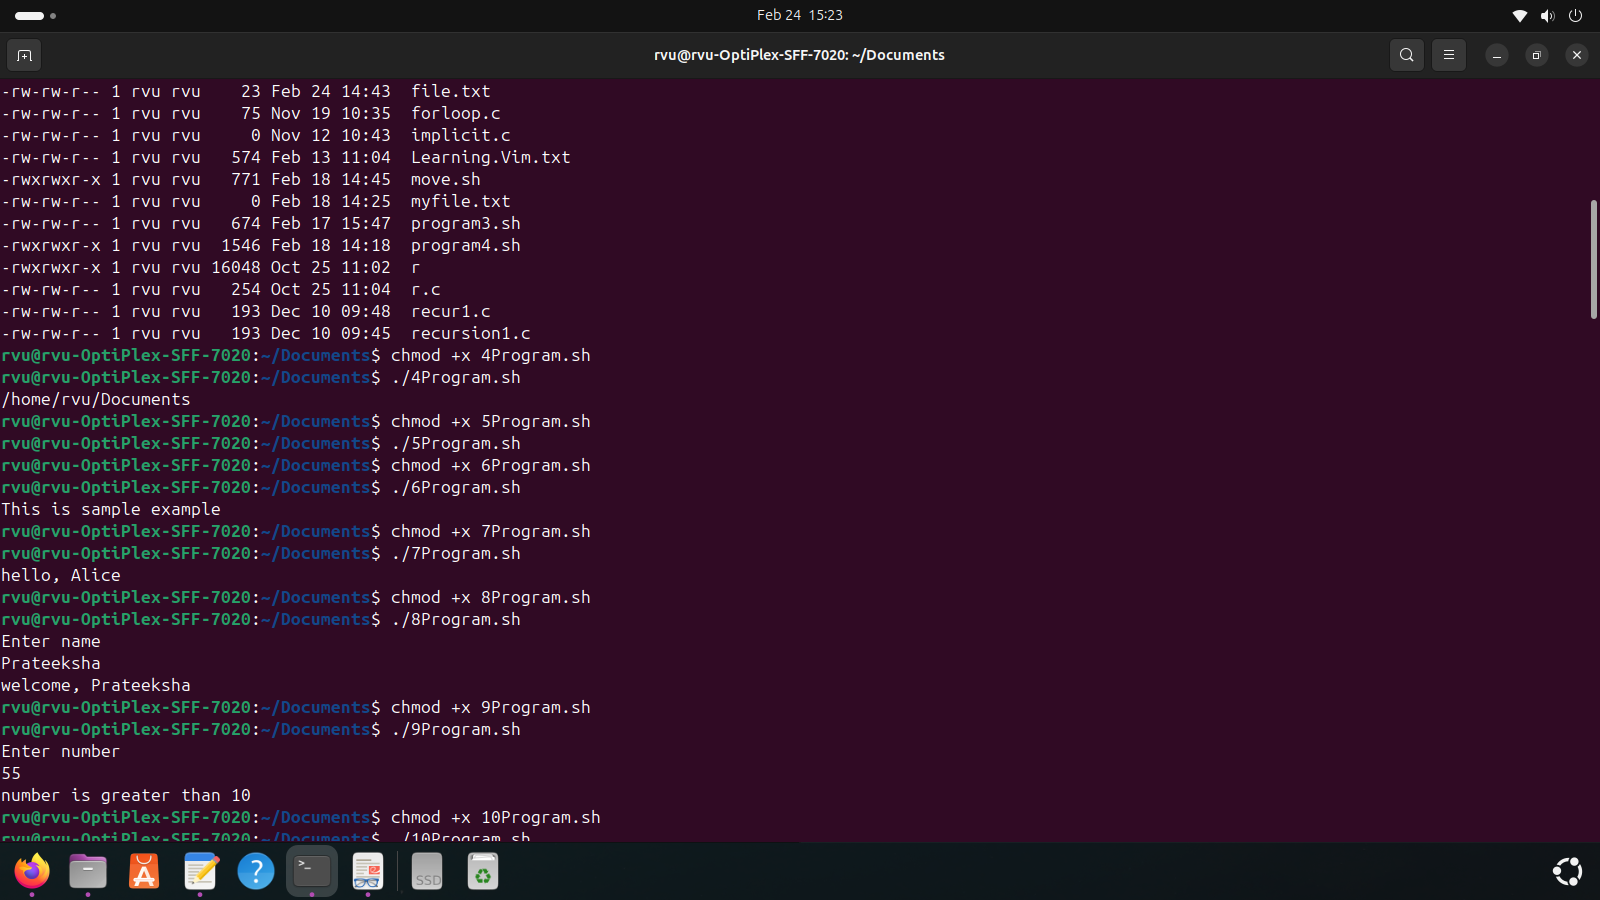 Feb 24  15:23
rvu@rvu-OptiPlex-SFF-7020: ~/Documents
-rw-rw-r-- 1 rvu rvu    23 Feb 24 14:43  file.txt
-rw-rw-r-- 1 rvu rvu    75 Nov 19 10:35  forloop.c
-rw-rw-r-- 1 rvu rvu     0 Nov 12 10:43  implicit.c
-rw-rw-r-- 1 rvu rvu   574 Feb 13 11:04  Learning.Vim.txt
-rwxrwxr-x 1 rvu rvu   771 Feb 18 14:45  move.sh
-rw-rw-r-- 1 rvu rvu     0 Feb 18 14:25  myfile.txt
-rw-rw-r-- 1 rvu rvu   674 Feb 17 15:47  program3.sh
-rwxrwxr-x 1 rvu rvu  1546 Feb 18 14:18  program4.sh
-rwxrwxr-x 1 rvu rvu 16048 Oct 25 11:02  r
-rw-rw-r-- 1 rvu rvu   254 Oct 25 11:04  r.c
-rw-rw-r-- 1 rvu rvu   193 Dec 10 09:48  recur1.c
-rw-rw-r-- 1 rvu rvu   193 Dec 10 09:45  recursion1.c
rvu@rvu-OptiPlex-SFF-7020:~/Documents$ chmod +x 4Program.sh
rvu@rvu-OptiPlex-SFF-7020:~/Documents$ ./4Program.sh
/home/rvu/Documents
rvu@rvu-OptiPlex-SFF-7020:~/Documents$ chmod +x 5Program.sh
rvu@rvu-OptiPlex-SFF-7020:~/Documents$ ./5Program.sh
rvu@rvu-OptiPlex-SFF-7020:~/Documents$ chmod +x 6Program.sh
rvu@rvu-OptiPlex-SFF-7020:~/Documents$ ./6Program.sh
This is sample example
rvu@rvu-OptiPlex-SFF-7020:~/Documents$ chmod +x 7Program.sh
rvu@rvu-OptiPlex-SFF-7020:~/Documents$ ./7Program.sh
hello, Alice
rvu@rvu-OptiPlex-SFF-7020:~/Documents$ chmod +x 8Program.sh
rvu@rvu-OptiPlex-SFF-7020:~/Documents$ ./8Program.sh
Enter name
Prateeksha
welcome, Prateeksha
rvu@rvu-OptiPlex-SFF-7020:~/Documents$ chmod +x 9Program.sh
rvu@rvu-OptiPlex-SFF-7020:~/Documents$ ./9Program.sh
Enter number
55
number is greater than 10
rvu@rvu-OptiPlex-SFF-7020:~/Documents$ chmod +x 10Program.sh
rvu@rvu-OptiPlex-SFF-7020:~/Documents$ ./10Program.sh
SSD